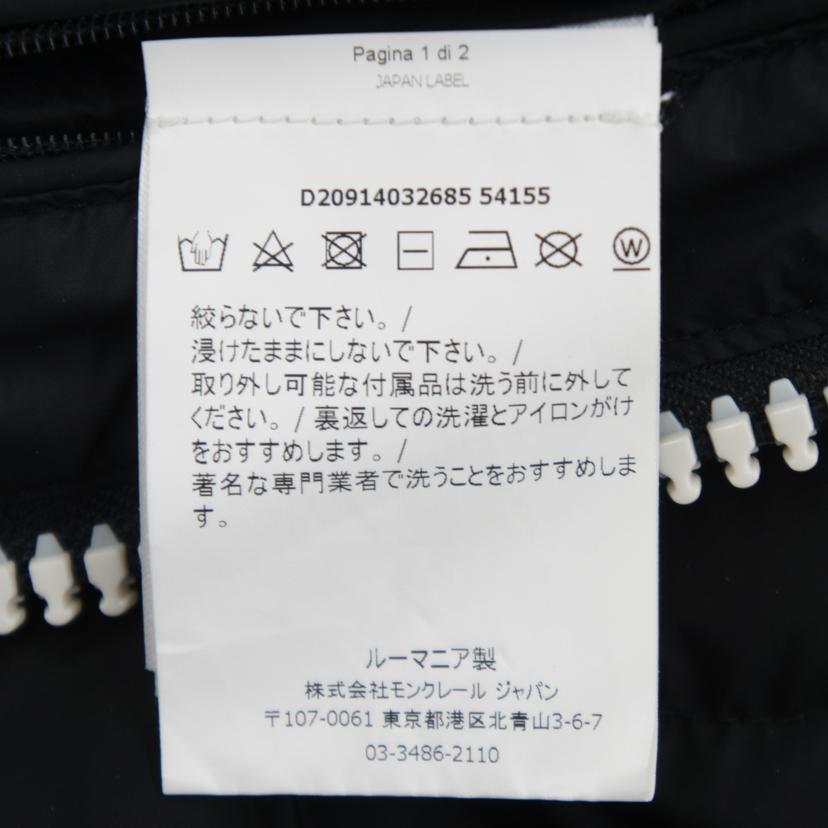 Pagina 1 di 2
JAPAN LABEL
D20914032685 54155
W
絞らないで下さい。/
浸けたままにしないで下さい。/
取り外し可能な付属品は洗う前に外して
ください。/ 裏返しての洗濯とアイロンがけ
をおすすめします。/
著名な専門業者で洗うことをおすすめしま
す。
ルーマニア製
株式会社モンクレール ジャパン
〒107-0061 東京都港区北青山3-6-7
03-3486-2110